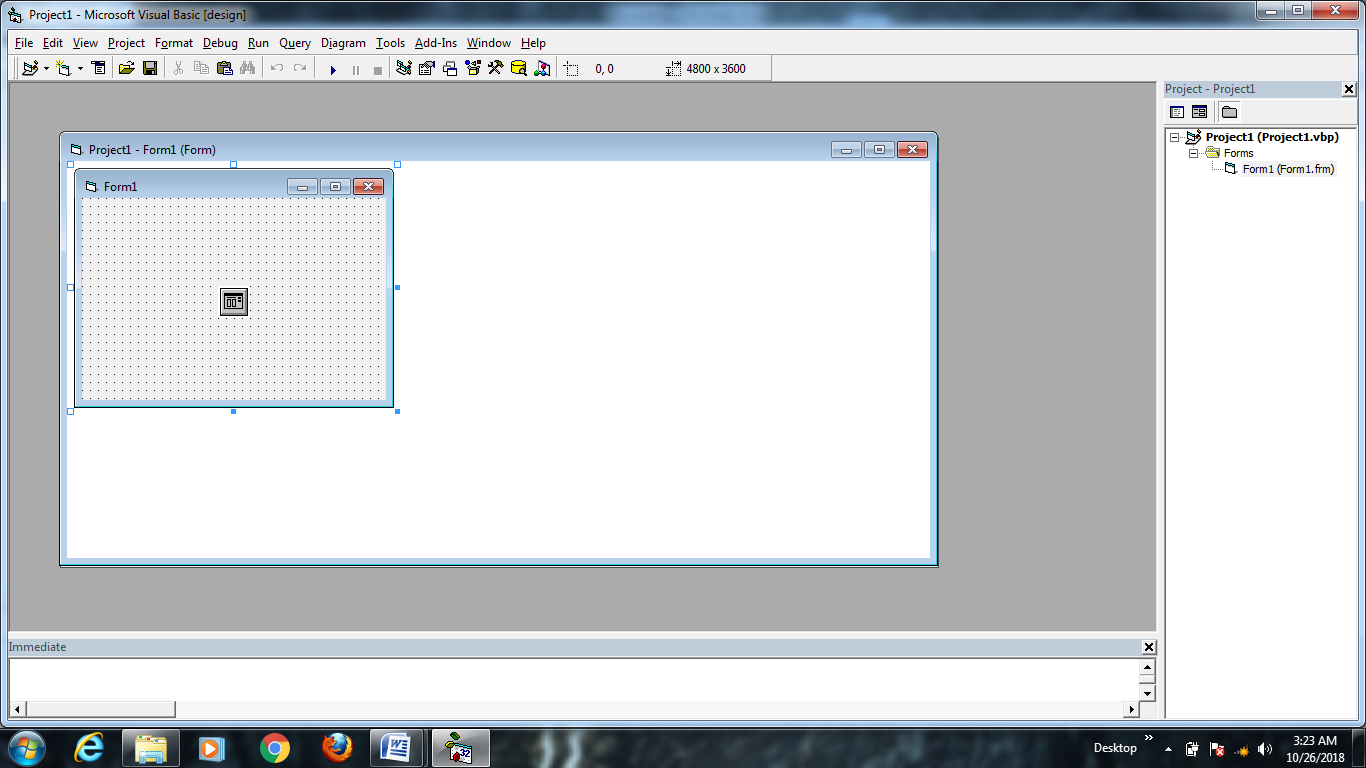 Project1 - Microsoft Visual Basic [design]
File Edit View Project Format Debug Run Query Diagram Tools Add-Ins Window Help
0, 0 4800 x 3600
Project - Project1
Project1 (Project1.vbp)
Forms
Form1 (Form1.frm)
Project1 - Form1 (Form)
Form1
Immediate
32
Desktop »
3:23 AM
10/26/2018